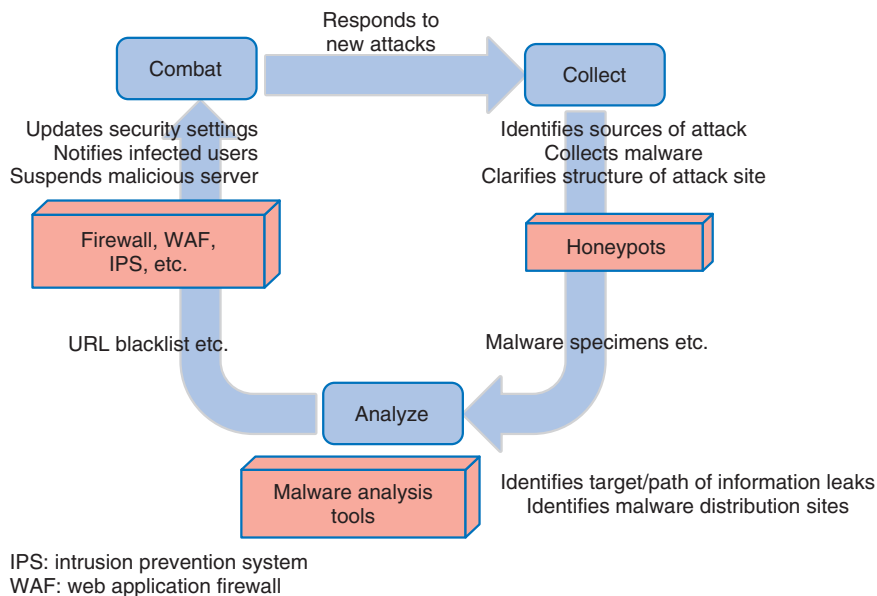 Responds to
new attacks
Combat
Collect
Updates security settings
Notifies infected users
Suspends malicious server
Identifies sources of attack
Collects malware
Clarifies structure of attack site
Firewall, WAF,
IPS, etc.
Honeypots
URL blacklist etc.
Malware specimens etc.
Analyze
Malware analysis
tools
Identifies target/path of information leaks
Identifies malware distribution sites
IPS: intrusion prevention system
WAF: web application firewall